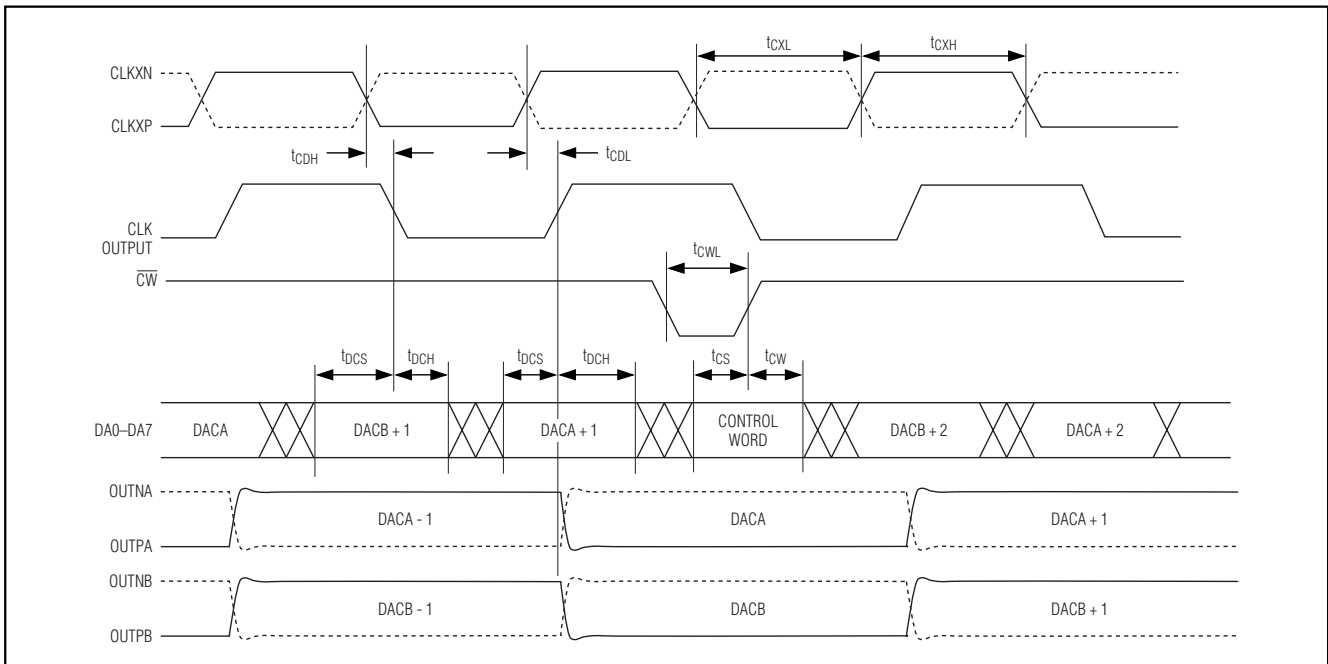 tCXL tCXH
CLKXN
CLKXP
tCDH tCDL
CLK
OUTPUT
tCWL
CW
tDCS tDCH tDCS tDCH tCS tCW
DA0–DA7 DACA DACB + 1 DACA + 1 CONTROL WORD DACB + 2 DACA + 2
OUTNA
DACA - 1 DACA DACA + 1
OUTPA
OUTNB
DACB - 1 DACB DACB + 1
OUTPB